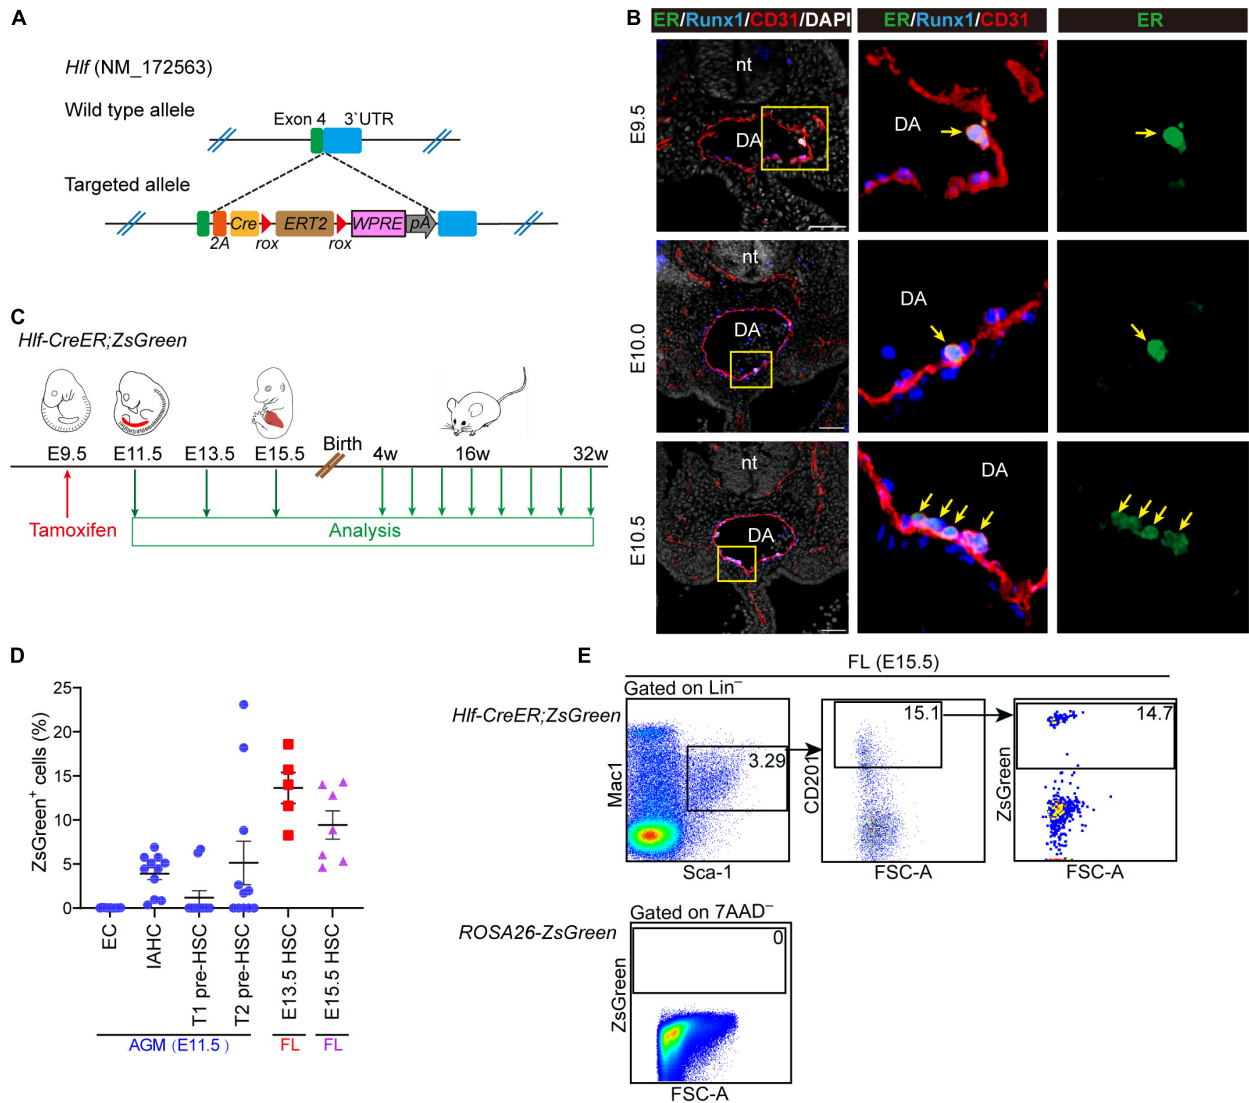 A
Hlf (NM_172563)
Wild type allele
Exon 4 3`UTR
Targeted allele
2A Cre rox ERT2 rox WPRE pA
B
ER/Runx1/CD31/DAPI ER/Runx1/CD31 ER
E9.5
nt
DA
DA
E10.0
nt
DA
DA
E10.5
nt
DA
DA
C
Hlf-CreER;ZsGreen
E9.5 E11.5 E13.5 E15.5 Birth 4w 16w 32w
Tamoxifen
Analysis
D
ZsGreen+ cells (%)
25
20
15
10
5
0
EC
IAHC
T1 pre-HSC
T2 pre-HSC
E13.5 HSC
E15.5 HSC
AGM (E11.5) FL FL
E
FL (E15.5)
Gated on Lin–
Hlf-CreER;ZsGreen
Mac1
3.29
Sca-1
CD201
15.1
FSC-A
ZsGreen
14.7
FSC-A
Gated on 7AAD–
ROSA26-ZsGreen
ZsGreen
0
FSC-A